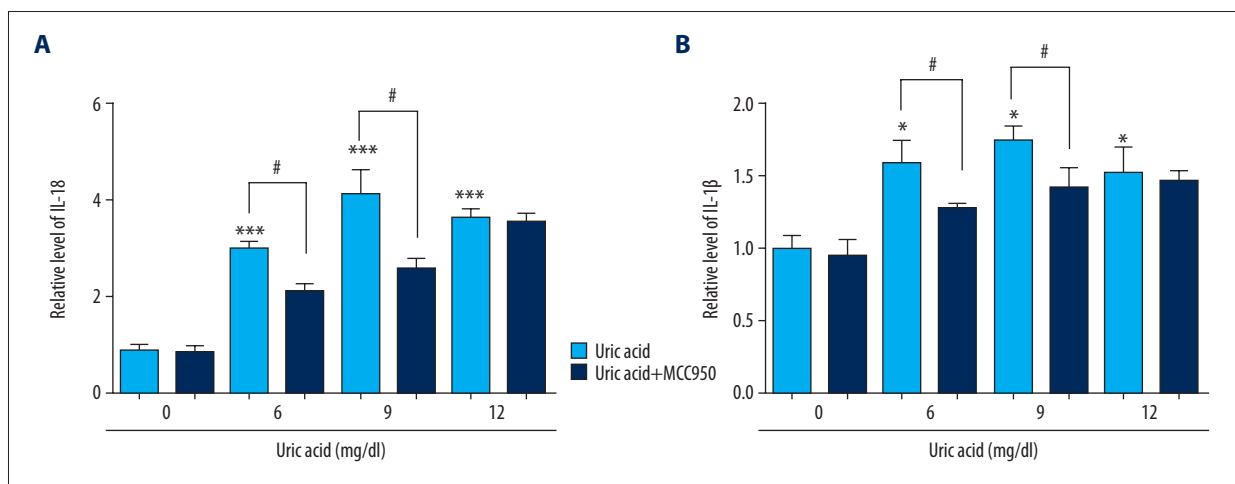 A
Relative level of IL-18
6
4
2
0
#
#
***
***
***
0 6 9 12
Uric acid (mg/dl)
Uric acid
Uric acid+MCC950
B
Relative level of IL-1β
2.0
1.5
1.0
0.5
0.0
#
#
*
*
*
0 6 9 12
Uric acid (mg/dl)